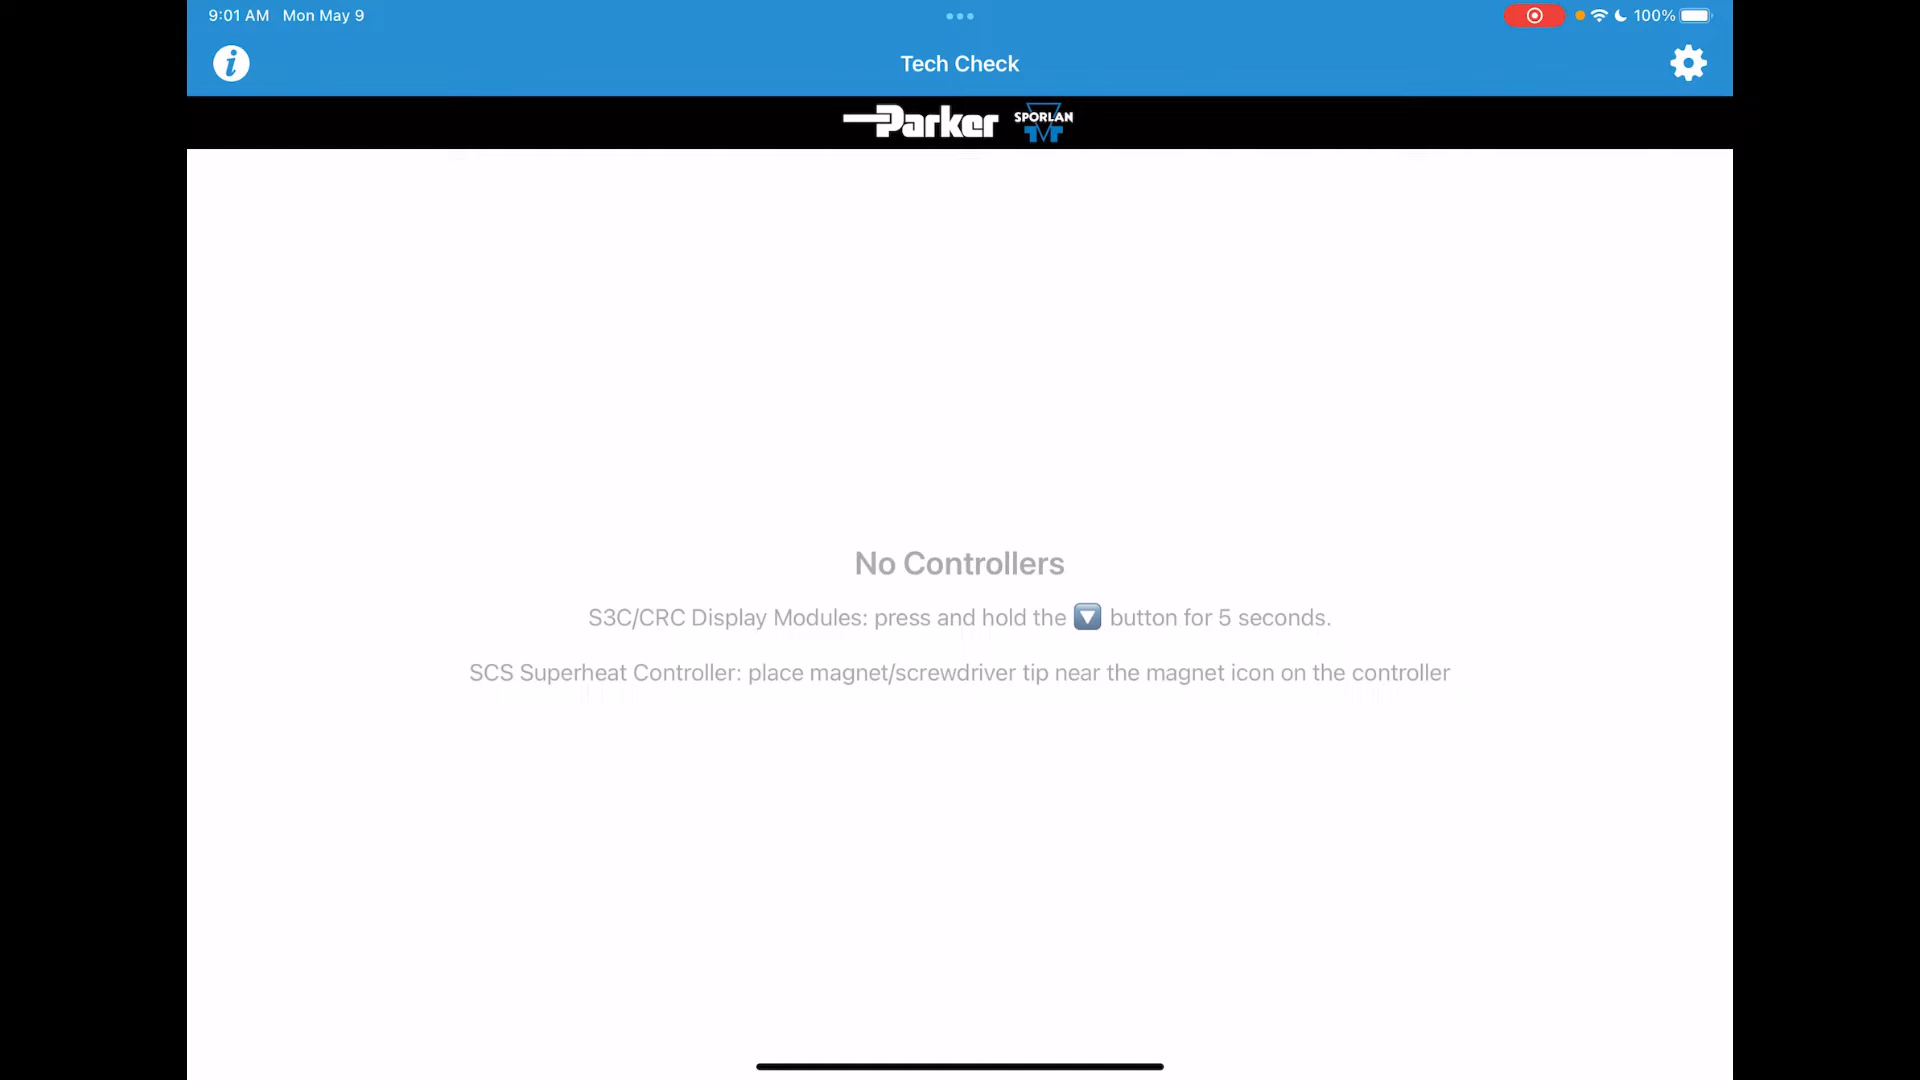 9:01 AM Mon May 9
100%
Tech Check
Parker SPORLAN
No Controllers
S3C/CRC Display Modules: press and hold the 🔽 button for 5 seconds.
SCS Superheat Controller: place magnet/screwdriver tip near the magnet icon on the controller